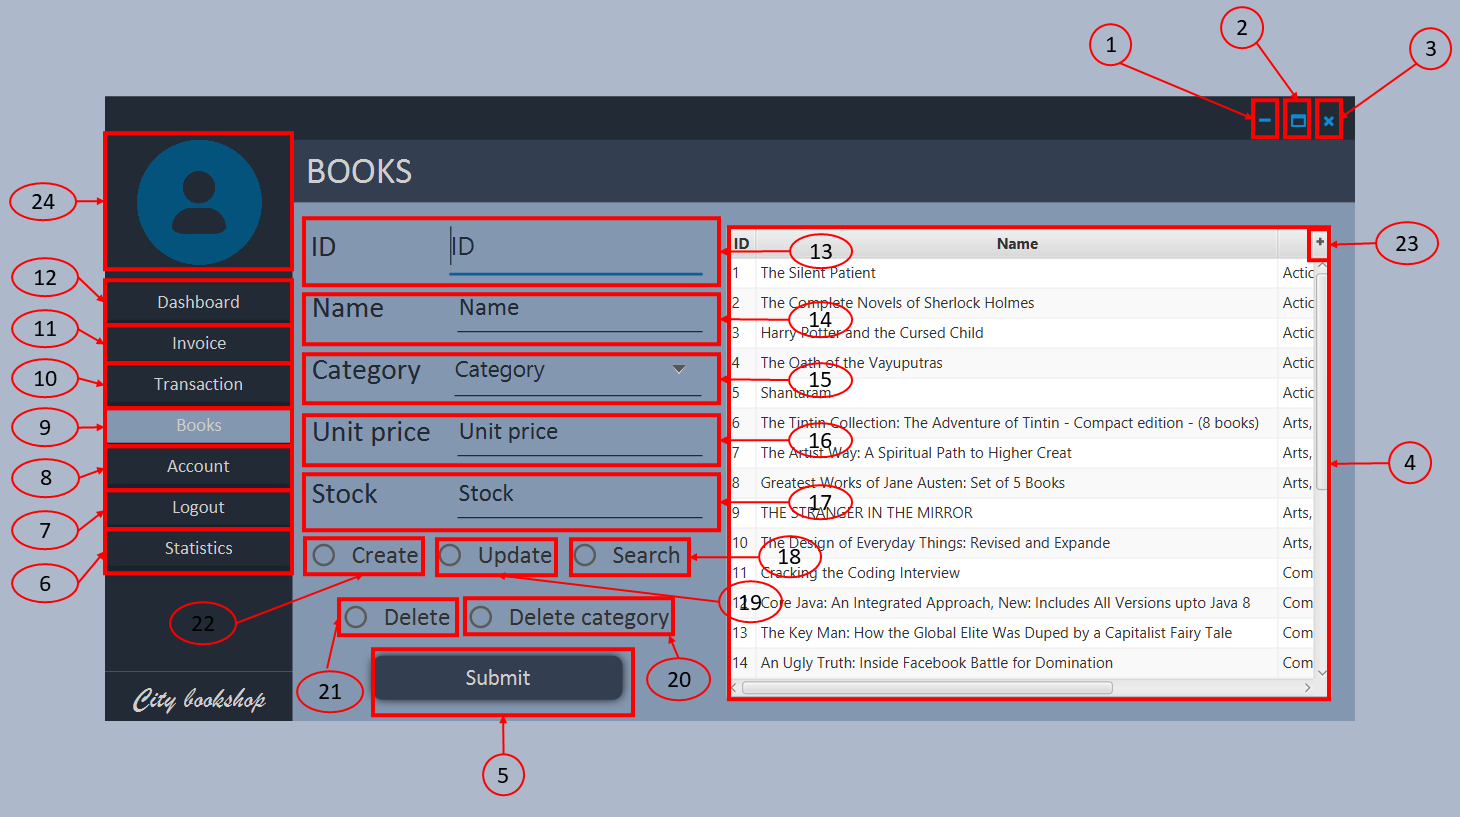 1
2
3
24
BOOKS
12
Dashboard
11
Invoice
10
Transaction
9
Books
8
Account
7
Logout
6
Statistics
City bookshop
ID
ID
13
Name
Name
14
Category
Category
15
Unit price
Unit price
16
Stock
Stock
17
Create
Update
Search
18
22
19
Delete
Delete category
21
20
Submit
5
ID Name +
23
1 The Silent Patient Actic
2 The Complete Novels of Sherlock Holmes Actic
3 Harry Potter and the Cursed Child Actic
4 The Oath of the Vayuputras Actic
5 Shantaram Actic
6 The Tintin Collection: The Adventure of Tintin - Compact edition - (8 books) Arts,
7 The Artist Way: A Spiritual Path to Higher Creat Arts,
4
8 Greatest Works of Jane Austen: Set of 5 Books Arts,
9 THE STRANGER IN THE MIRROR Arts,
10 The Design of Everyday Things: Revised and Expande Arts,
11 Cracking the Coding Interview Com
12 Core Java: An Integrated Approach, New: Includes All Versions upto Java 8 Com
13 The Key Man: How the Global Elite Was Duped by a Capitalist Fairy Tale Com
14 An Ugly Truth: Inside Facebook Battle for Domination Com